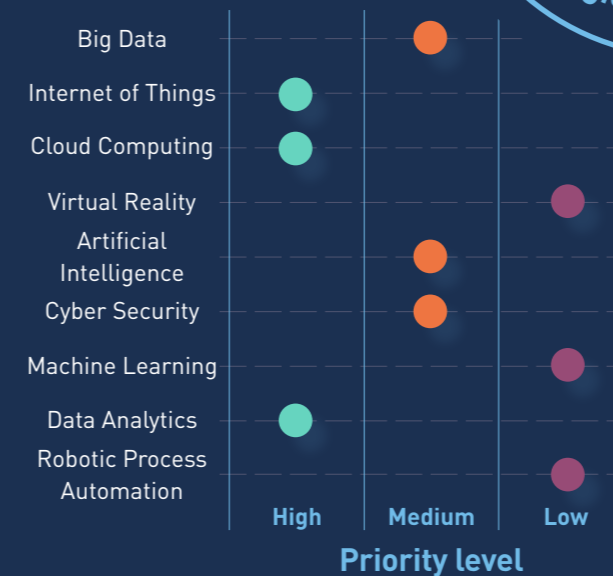 Big Data
Internet of Things
Cloud Computing
Virtual Reality
Artificial
Intelligence
Cyber Security
Machine Learning
Data Analytics
Robotic Process
Automation
High Medium Low
Priority level